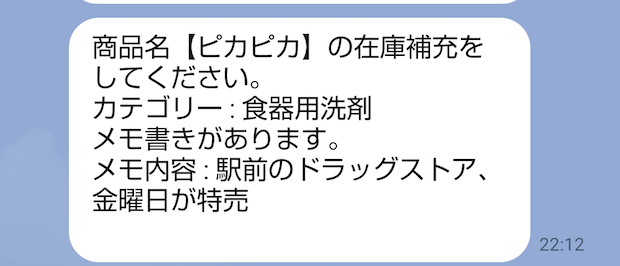 商品名【ピカピカ】の在庫補充を
してください。
カテゴリー : 食器用洗剤
メモ書きがあります。
メモ内容 : 駅前のドラッグストア、
金曜日が特売
22:12